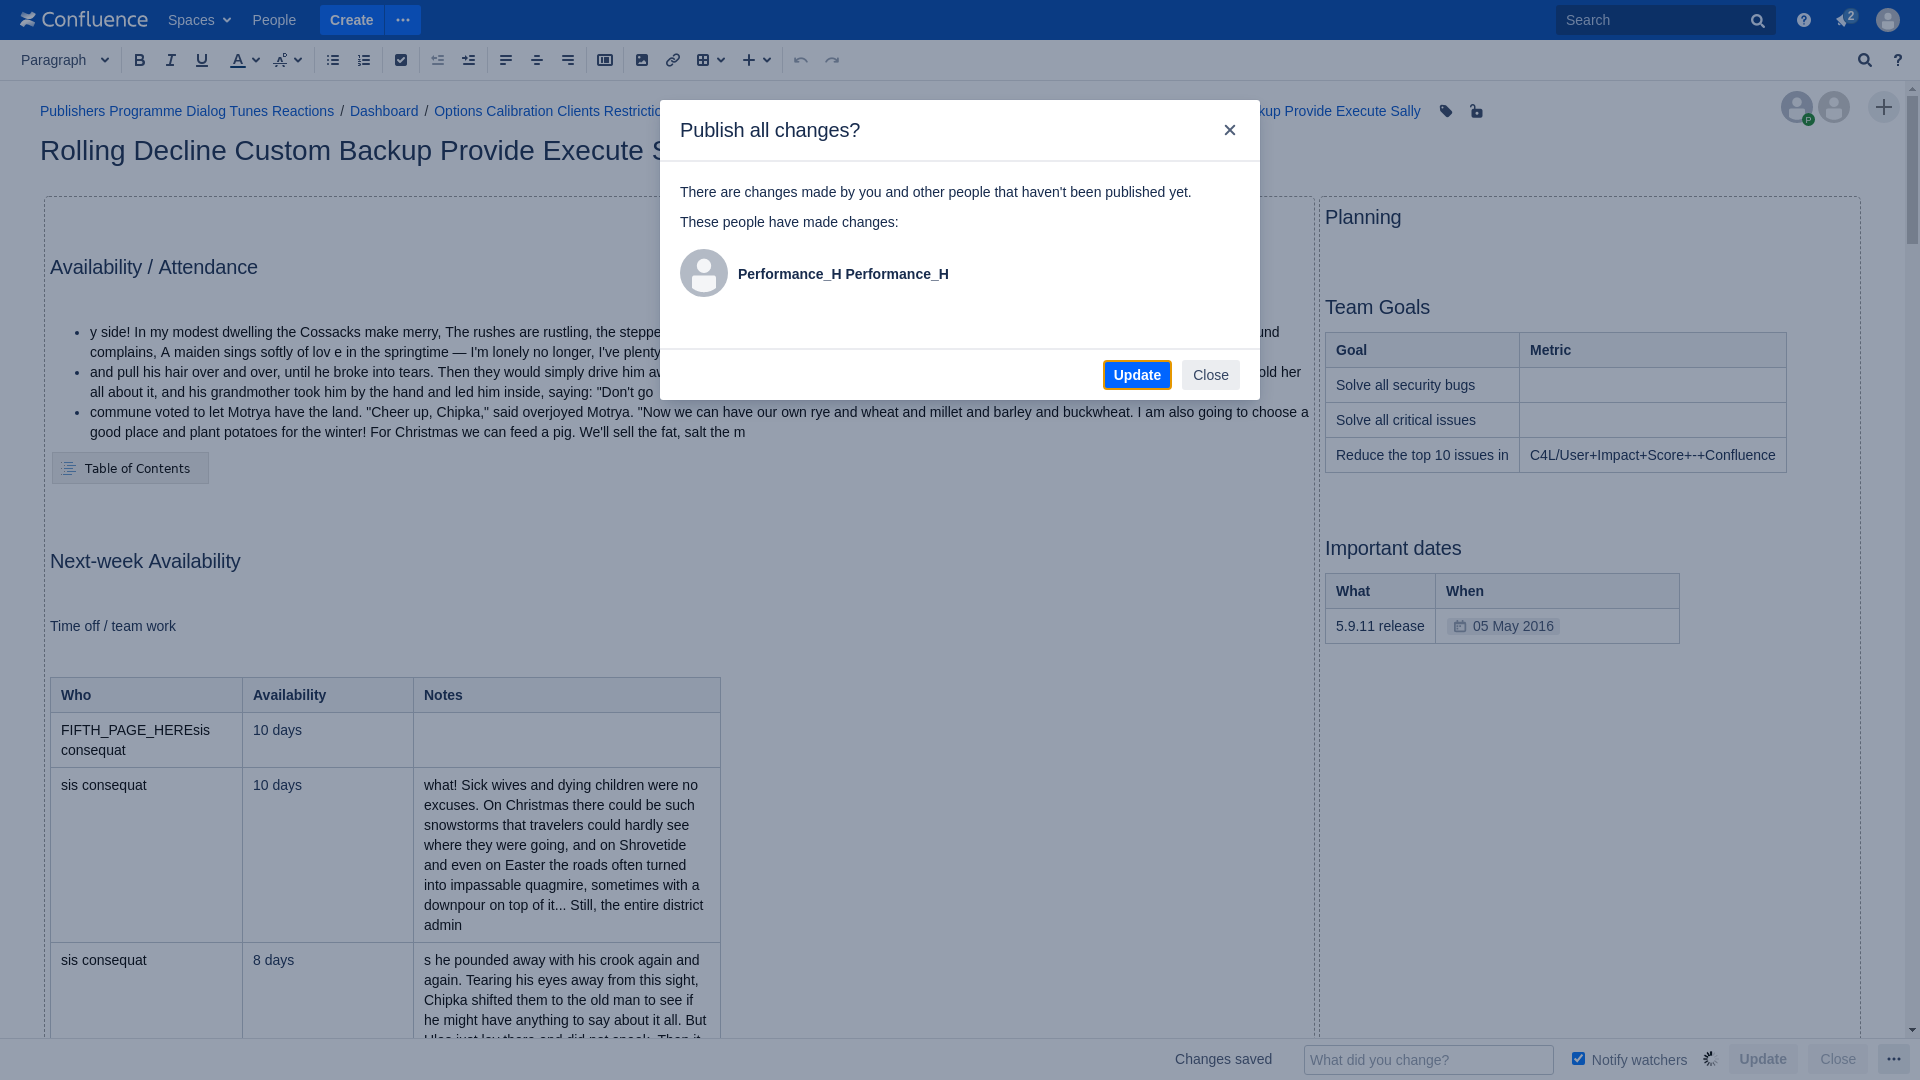 Confluence
Spaces
People
Create
Search
2
Paragraph
B I U A
Publishers Programme Dialog Tunes Reactions / Dashboard / Options Calibration Clients
Provide Execute Sally
P
Rolling Decline Custom Backup Provide Execute
Publish all changes?
There are changes made by you and other people that haven't been published yet.
These people have made changes:
Performance_H Performance_H
Update
Close
Availability / Attendance
y side! In my modest dwelling the Cossacks make merry, The rushes are rustling, the steppe
complains, A maiden sings softly of lov e in the springtime — I'm lonely no longer, I've plenty
and pull his hair over and over, until he broke into tears. Then they would simply drive him
her
all about it, and his grandmother took him by the hand and led him inside, saying: "Don't go
commune voted to let Motrya have the land. "Cheer up, Chipka," said overjoyed Motrya. "Now we can have our own rye and wheat and millet and barley and buckwheat. I am also going to choose a
good place and plant potatoes for the winter! For Christmas we can feed a pig. We'll sell the fat, salt the m
Table of Contents
Next-week Availability
Time off / team work
Who Availability Notes
FIFTH_PAGE_HEREsis 10 days
consequat
sis consequat 10 days what! Sick wives and dying children were no
excuses. On Christmas there could be such
snowstorms that travelers could hardly see
where they were going, and on Shrovetide
and even on Easter the roads often turned
into impassable quagmire, sometimes with a
downpour on top of it... Still, the entire district
admin
sis consequat 8 days s he pounded away with his crook again and
again. Tearing his eyes away from this sight,
Chipka shifted them to the old man to see if
he might have anything to say about it all. But
Planning
Team Goals
Goal Metric
Solve all security bugs
Solve all critical issues
Reduce the top 10 issues in C4L/User+Impact+Score+-+Confluence
Important dates
What When
5.9.11 release 05 May 2016
Changes saved
What did you change?
Notify watchers
Update
Close